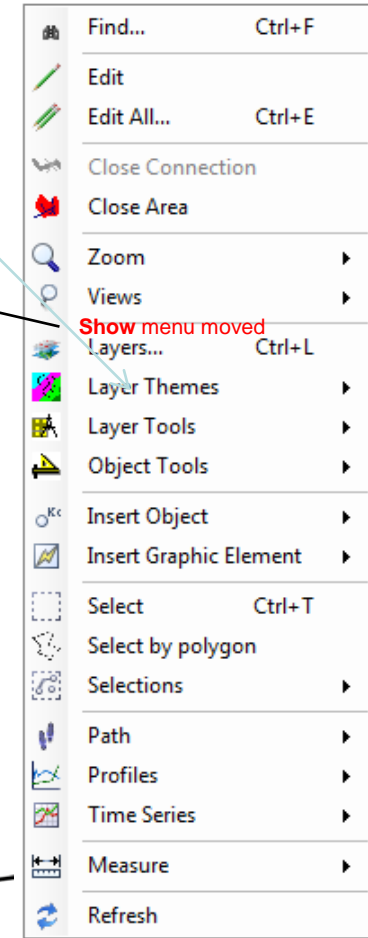 Find... Ctrl+F
Edit
Edit All... Ctrl+E
Close Connection
Close Area
Zoom
Views
Show menu moved
Layers... Ctrl+L
Layer Themes
Layer Tools
Object Tools
Insert Object
Insert Graphic Element
Select Ctrl+T
Select by polygon
Selections
Path
Profiles
Time Series
Measure
Refresh